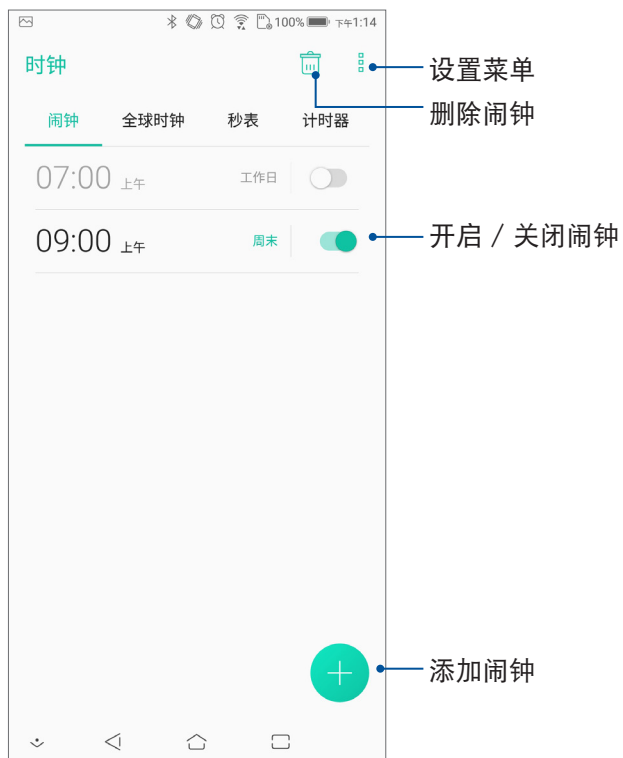 100% 下午1:14
时钟
设置菜单
删除闹钟
闹钟 全球时钟 秒表 计时器
07:00 上午 工作日
09:00 上午 周末
开启 / 关闭闹钟
添加闹钟